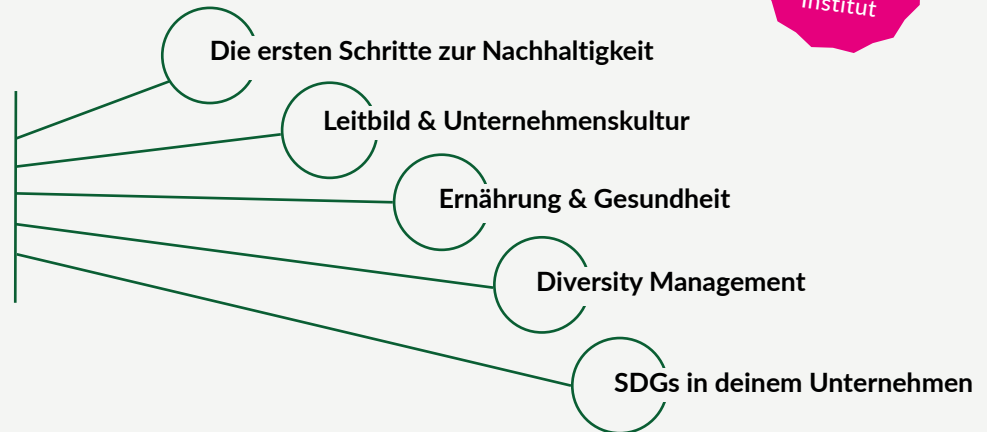 Institut
Die ersten Schritte zur Nachhaltigkeit
Leitbild & Unternehmenskultur
Ernährung & Gesundheit
Diversity Management
SDGs in deinem Unternehmen